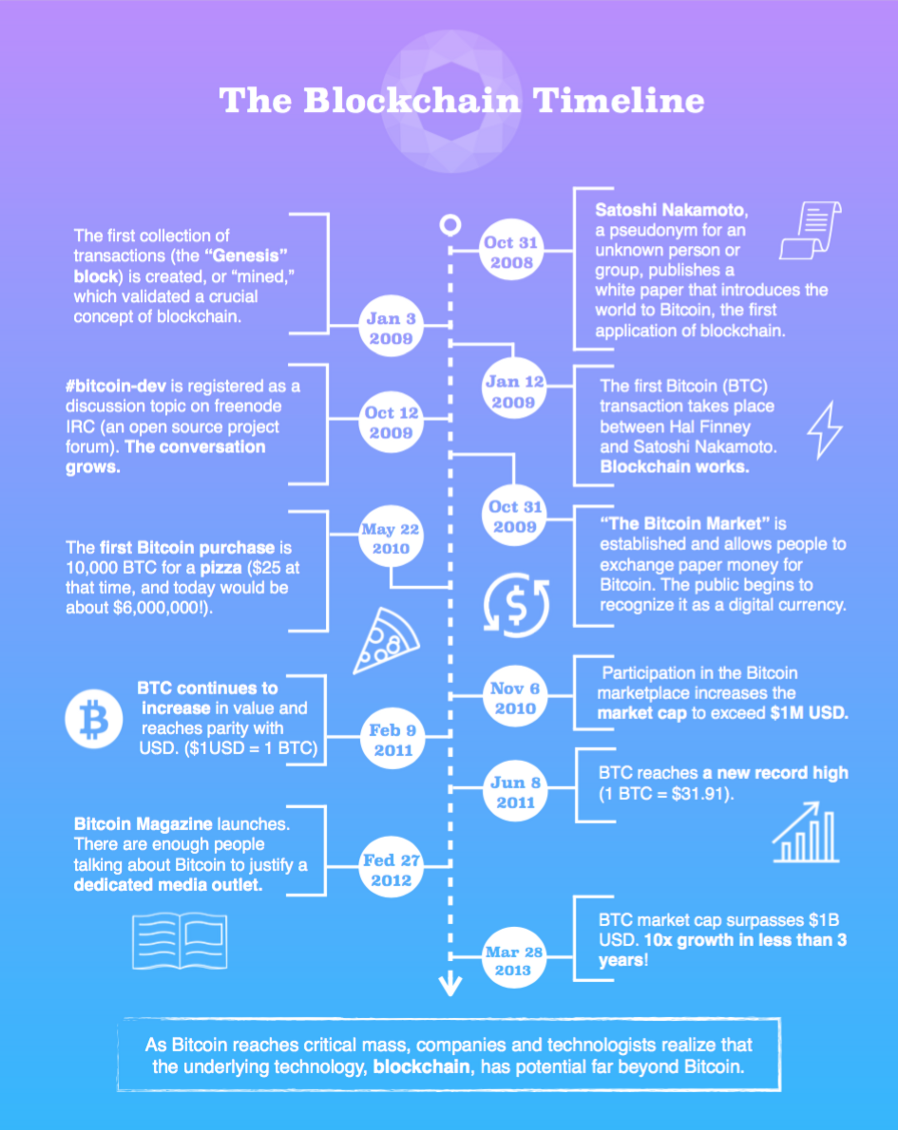 The Blockchain Timeline
Oct 31
2008
Satoshi Nakamoto,
a pseudonym for an
unknown person or
group, publishes a
white paper that introduces the
world to Bitcoin, the first
application of blockchain.
The first collection of
transactions (the “Genesis”
block) is created, or “mined,”
which validated a crucial
concept of blockchain.
Jan 3
2009
Jan 12
2009
The first Bitcoin (BTC)
transaction takes place
between Hal Finney
and Satoshi Nakamoto.
Blockchain works.
#bitcoin-dev is registered as a
discussion topic on freenode
IRC (an open source project
forum). The conversation
grows.
Oct 12
2009
Oct 31
2009
“The Bitcoin Market” is
established and allows people to
exchange paper money for
Bitcoin. The public begins to
recognize it as a digital currency.
The first Bitcoin purchase is
10,000 BTC for a pizza ($25 at
that time, and today would be
about $6,000,000!).
May 22
2010
Nov 6
2010
Participation in the Bitcoin
marketplace increases the
market cap to exceed $1M USD.
BTC continues to
increase in value and
reaches parity with
USD. ($1USD = 1 BTC)
Feb 9
2011
Jun 8
2011
BTC reaches a new record high
(1 BTC = $31.91).
Bitcoin Magazine launches.
There are enough people
talking about Bitcoin to justify a
dedicated media outlet.
Fed 27
2012
Mar 28
2013
BTC market cap surpasses $1B
USD. 10x growth in less than 3
years!
As Bitcoin reaches critical mass, companies and technologists realize that
the underlying technology, blockchain, has potential far beyond Bitcoin.